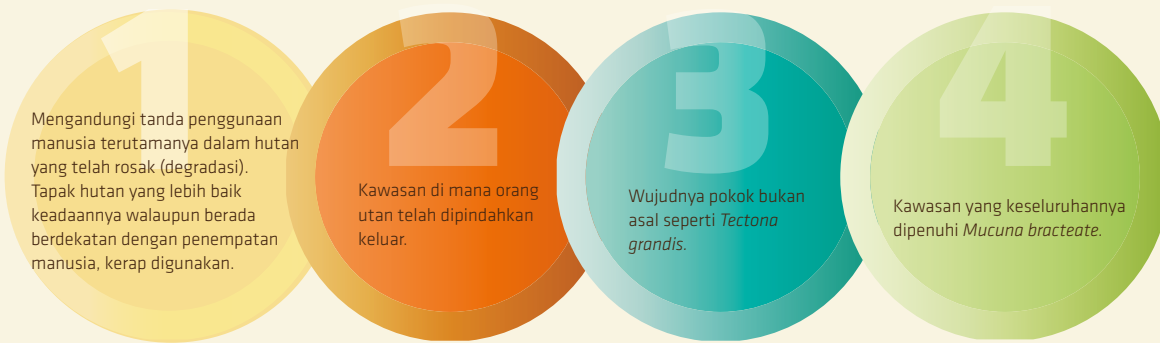 1
Mengandungi tanda penggunaan
manusia terutamanya dalam hutan
yang telah rosak (degradasi).
Tapak hutan yang lebih baik
keadaannya walaupun berada
berdekatan dengan penempatan
manusia, kerap digunakan.
2
Kawasan di mana orang
utan telah dipindahkan
keluar.
3
Wujudnya pokok bukan
asal seperti Tectona
grandis.
4
Kawasan yang keseluruhannya
dipenuhi Mucuna bracteate.